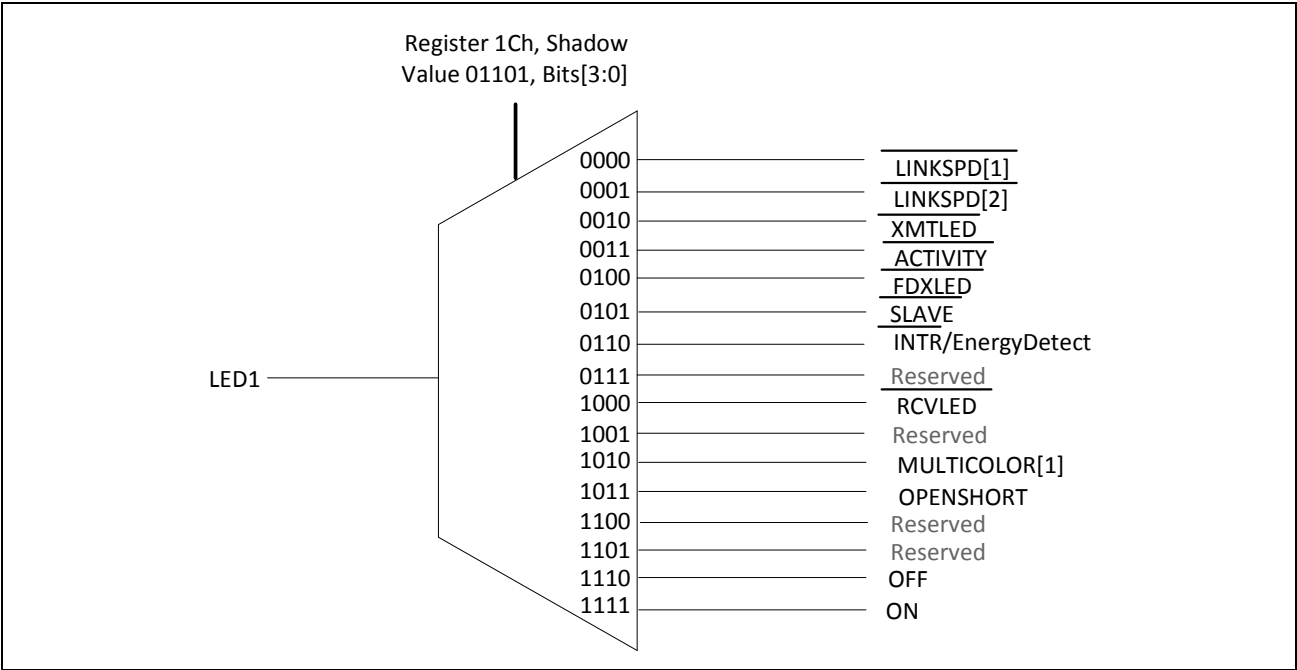 Register 1Ch, Shadow
Value 01101, Bits[3:0]
0000 LINKSPD[1]
0001 LINKSPD[2]
0010 XMTLED
0011 ACTIVITY
0100 FDXLED
0101 SLAVE
0110 INTR/EnergyDetect
LED1
0111 Reserved
1000 RCVLED
1001 Reserved
1010 MULTICOLOR[1]
1011 OPENSHORT
1100 Reserved
1101 Reserved
1110 OFF
1111 ON